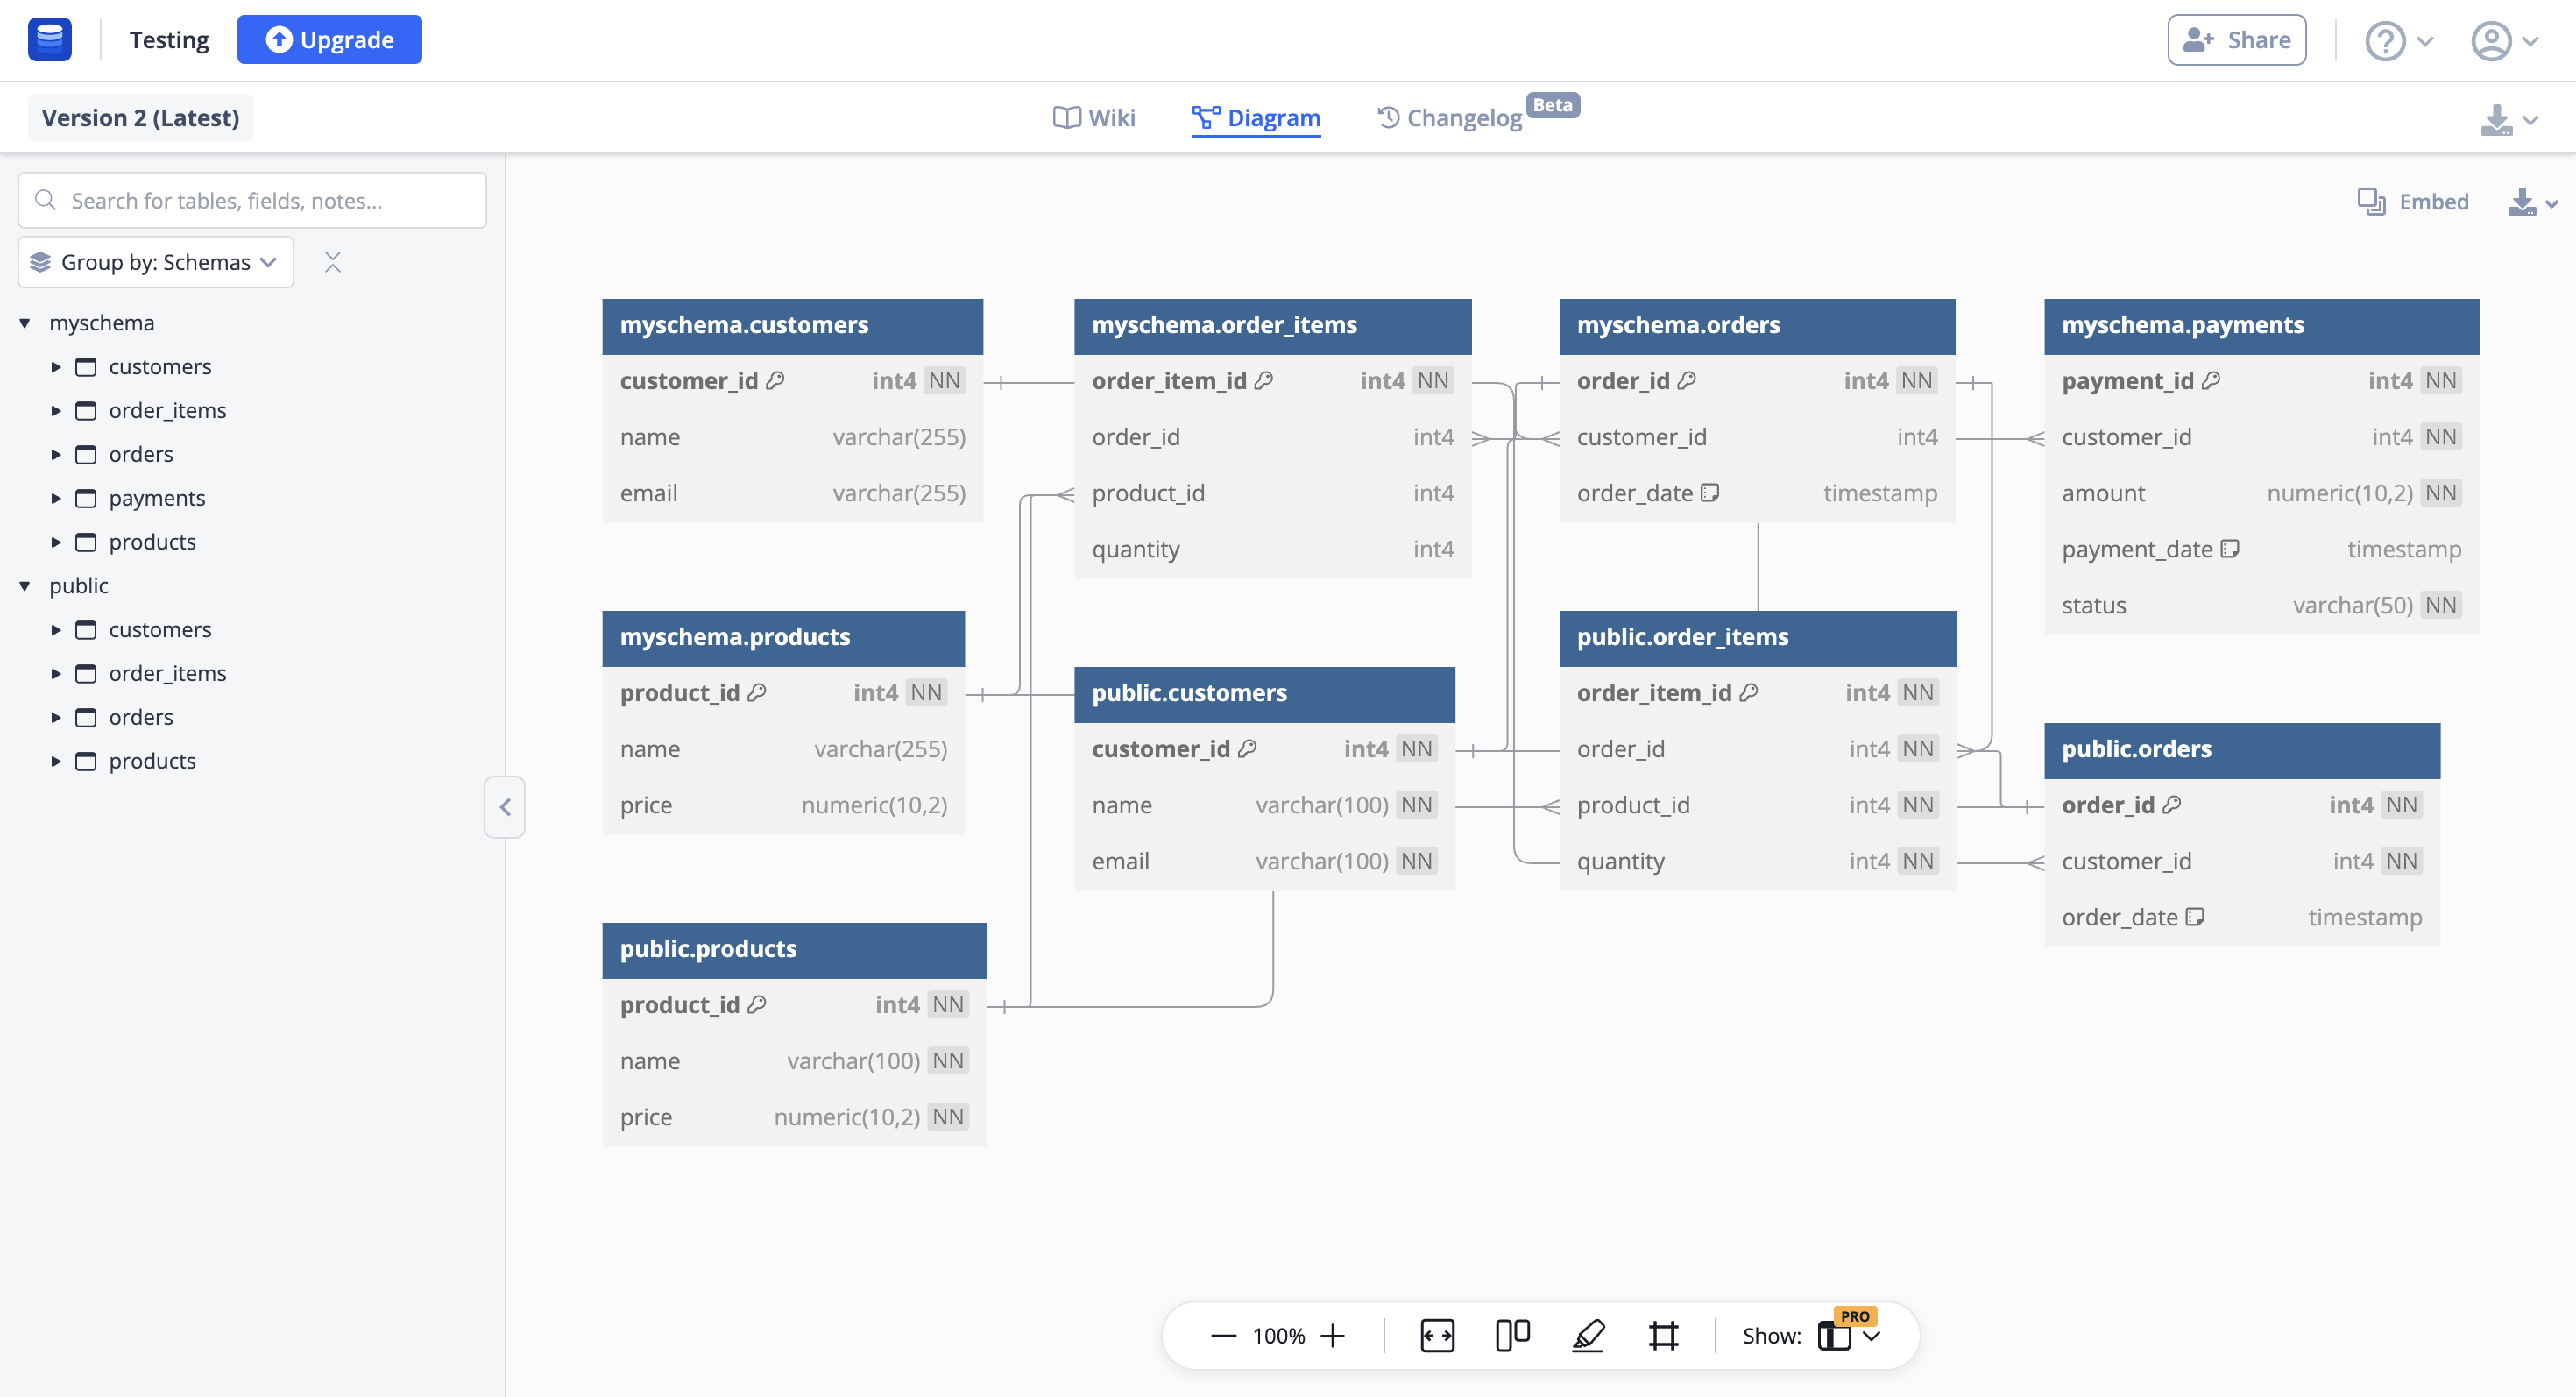 Testing
Upgrade
Share
Version 2 (Latest)
Wiki
Diagram
Changelog
Beta
Search for tables, fields, notes...
Group by: Schemas
myschema
customers
order_items
orders
payments
products
public
customers
order_items
orders
products
Embed
myschema.customers
customer_id int4 NN
name varchar(255)
email varchar(255)
myschema.order_items
order_item_id int4 NN
order_id int4
product_id int4
quantity int4
myschema.orders
order_id int4 NN
customer_id int4
order_date timestamp
myschema.payments
payment_id int4 NN
customer_id int4 NN
amount numeric(10,2) NN
payment_date timestamp
status varchar(50) NN
myschema.products
product_id int4 NN
name varchar(255)
price numeric(10,2)
public.customers
customer_id int4 NN
name varchar(100) NN
email varchar(100) NN
public.order_items
order_item_id int4 NN
order_id int4 NN
product_id int4 NN
quantity int4 NN
public.orders
order_id int4 NN
customer_id int4 NN
order_date timestamp
public.products
product_id int4 NN
name varchar(100) NN
price numeric(10,2) NN
100%
Show:
PRO